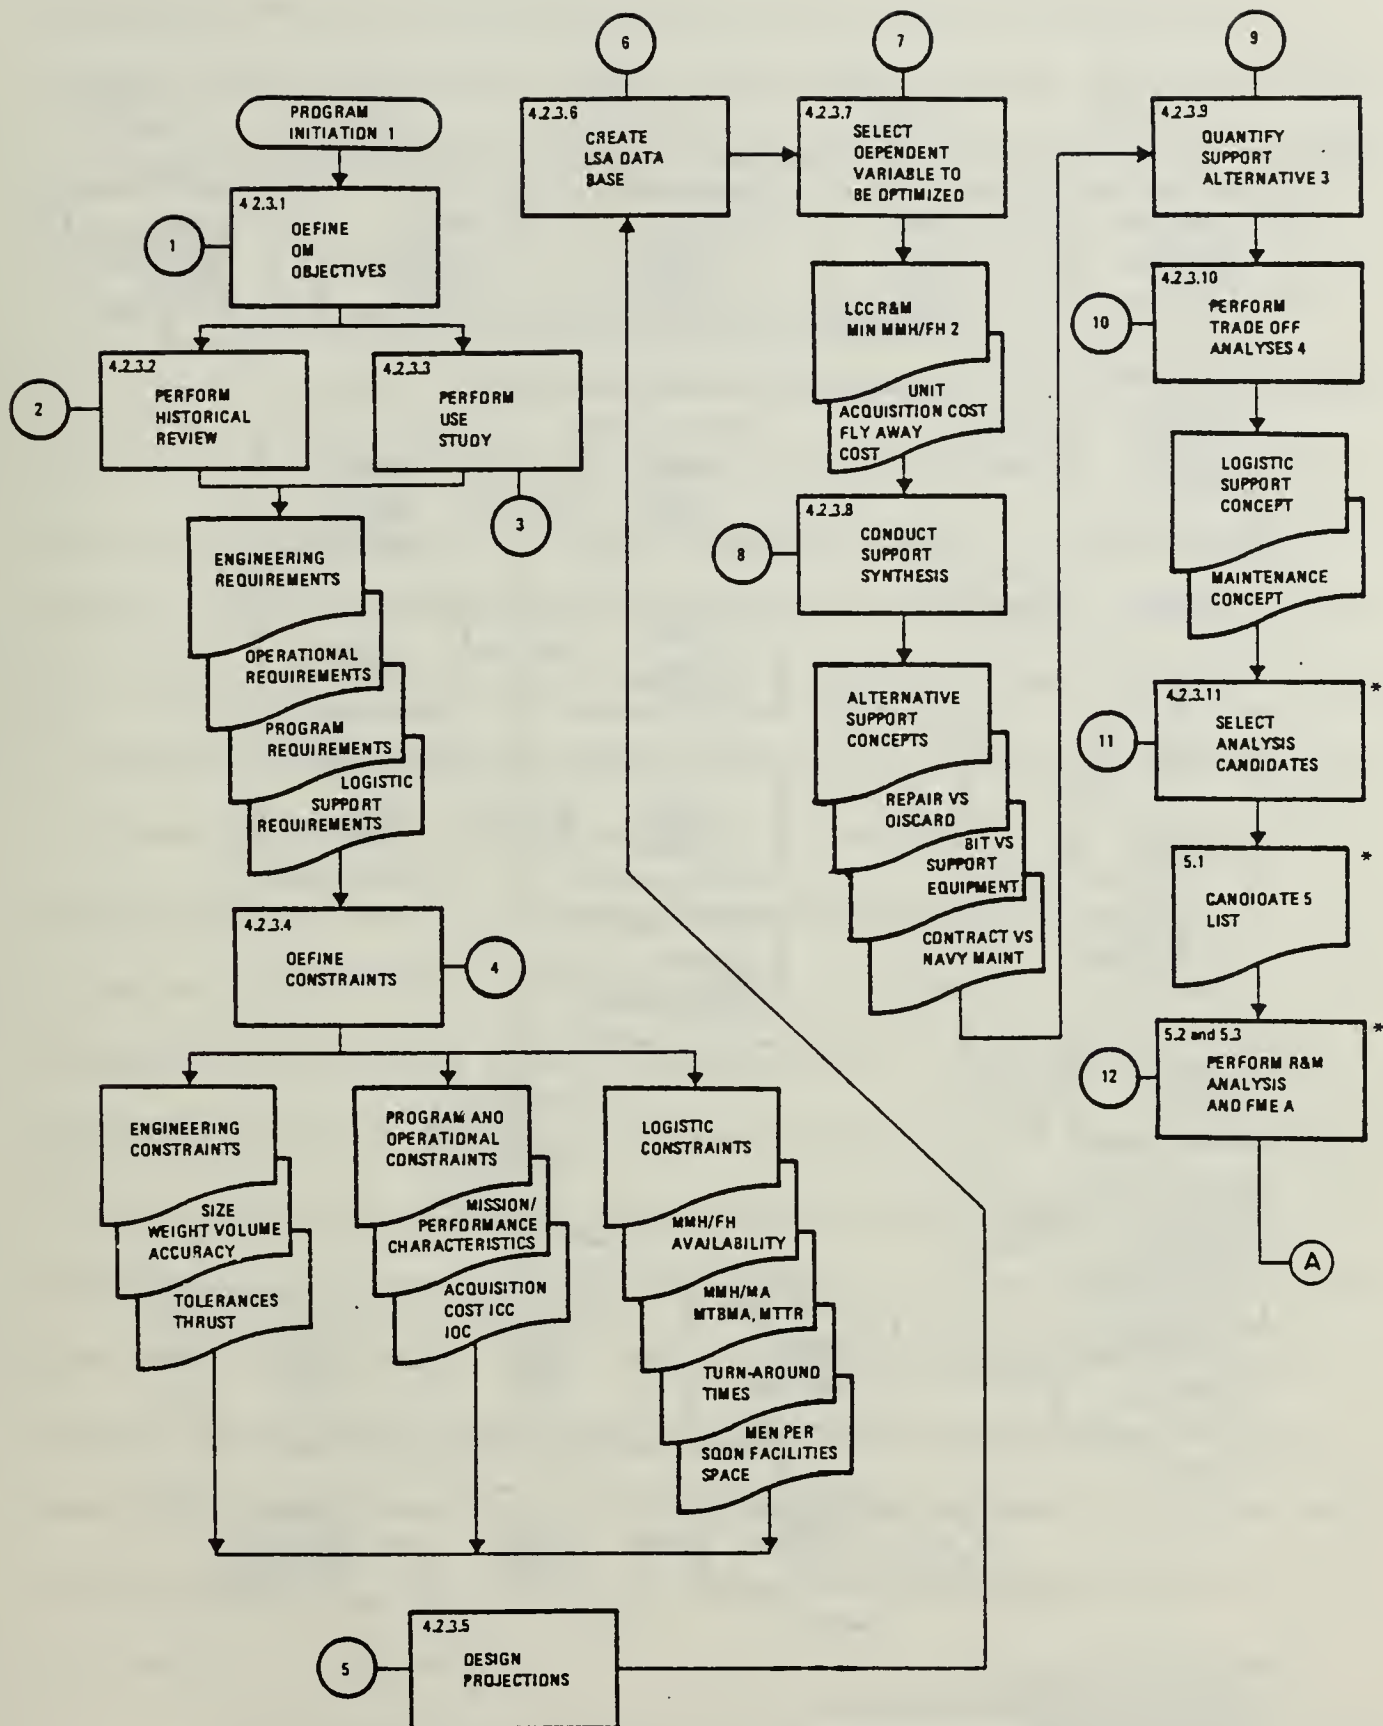 PROGRAM
INITIATION 1
4.2.3.1
DEFINE
OM
OBJECTIVES
1
4.2.3.2
PERFORM
HISTORICAL
REVIEW
2
4.2.3.3
PERFORM
USE
STUDY
3
ENGINEERING
REQUIREMENTS
OPERATIONAL
REQUIREMENTS
PROGRAM
REQUIREMENTS
LOGISTIC
SUPPORT
REQUIREMENTS
4.2.3.4
DEFINE
CONSTRAINTS
4
ENGINEERING
CONSTRAINTS
SIZE
WEIGHT VOLUME
ACCURACY
TOLERANCES
THRUST
PROGRAM AND
OPERATIONAL
CONSTRAINTS
MISSION/
PERFORMANCE
CHARACTERISTICS
ACQUISITION
COST ICC
IOC
LOGISTIC
CONSTRAINTS
MMH/FH
AVAILABILITY
MMH/MA
MTBMA, MTTR
TURN-AROUND
TIMES
MEN PER
SQDN FACILITIES
SPACE
4.2.3.5
DESIGN
PROJECTIONS
5
6
4.2.3.6
CREATE
LSA DATA
BASE
7
4.2.3.7
SELECT
DEPENDENT
VARIABLE TO
BE OPTIMIZED
LCC R&M
MIN MMH/FH 2
UNIT
ACQUISITION COST
FLY AWAY
COST
4.2.3.8
CONDUCT
SUPPORT
SYNTHESIS
8
ALTERNATIVE
SUPPORT
CONCEPTS
REPAIR VS
DISCARD
BIT VS
SUPPORT
EQUIPMENT
CONTRACT VS
NAVY MAINT
9
4.2.3.9
QUANTIFY
SUPPORT
ALTERNATIVE 3
4.2.3.10
PERFORM
TRADE OFF
ANALYSES 4
10
LOGISTIC
SUPPORT
CONCEPT
MAINTENANCE
CONCEPT
4.2.3.11
*
SELECT
ANALYSIS
CANDIDATES
11
5.1
*
CANDIDATE 5
LIST
5.2 and 5.3
*
PERFORM R&M
ANALYSIS
AND FME A
12
A